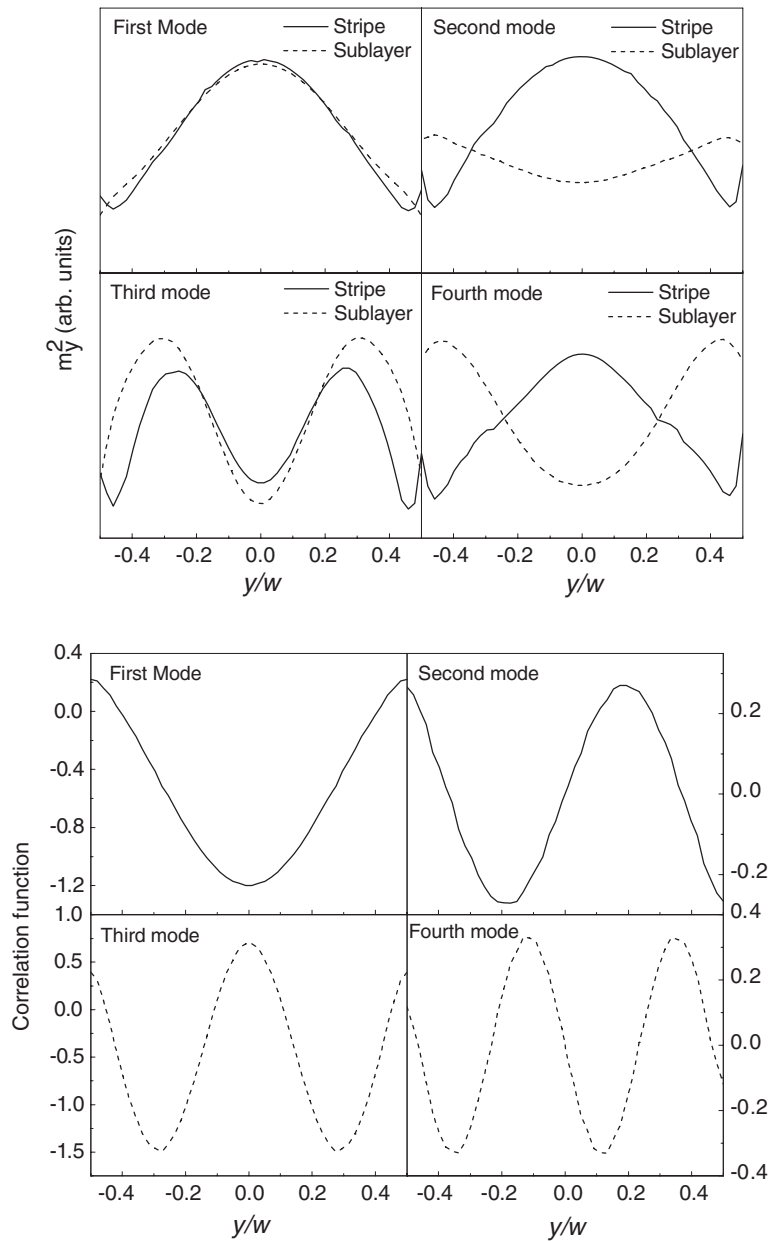 First Mode
Stripe
Sublayer
Second mode
Stripe
Sublayer
Third mode
Stripe
Sublayer
Fourth mode
Stripe
Sublayer
m_y^2 (arb. units)
-0.4 -0.2 0.0 0.2 0.4
-0.4 -0.2 0.0 0.2 0.4
y/w
y/w
First Mode
Second mode
0.4
0.0
-0.4
-0.8
-1.2
0.2
0.0
-0.2
Third mode
Fourth mode
1.0
0.5
0.0
-0.5
-1.0
-1.5
0.4
0.2
0.0
-0.2
-0.4
Correlation function
-0.4 -0.2 0.0 0.2 0.4
-0.4 -0.2 0.0 0.2 0.4
y/w
y/w